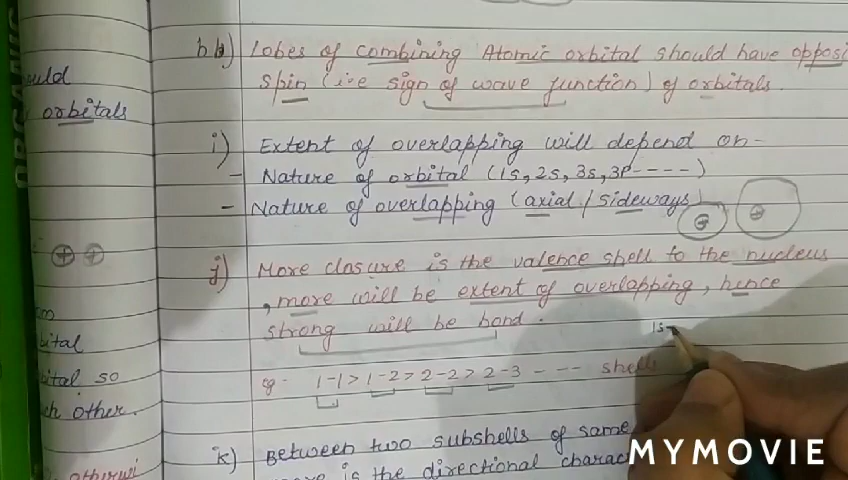 uld
orbitals
bital
bital so
ch other.
otherwi
h b) Lobes of combining Atomic orbital should have opposi
spin (i.e sign of wave function) of orbitals.
i) Extent of overlapping will depend on-
- Nature of orbital (1s, 2s, 3s, 3p----)
- Nature of overlapping (axial / sideways)
j) More closure is the valence shell to the nucleus
, more will be extent of overlapping, hence
strong will be bond.
1s-
eg- 1-1 > 1-2 > 2-2 > 2-3 - -- shell
k) Between two subshells of same
is the directional charac
MYMOVIE